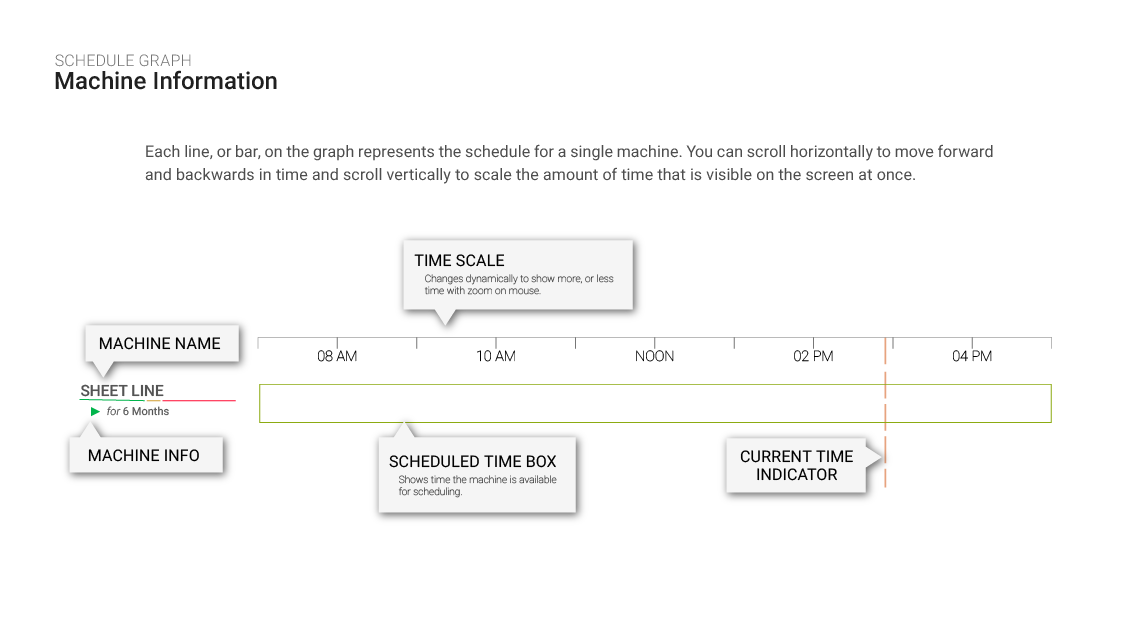 SCHEDULE GRAPH
Machine Information
Each line, or bar, on the graph represents the schedule for a single machine. You can scroll horizontally to move forward
and backwards in time and scroll vertically to scale the amount of time that is visible on the screen at once.
TIME SCALE
Changes dynamically to show more, or less
time with zoom on mouse.
MACHINE NAME
08 AM 10 AM NOON 02 PM 04 PM
SHEET LINE
for 6 Months
MACHINE INFO
SCHEDULED TIME BOX
Shows time the machine is available
for scheduling.
CURRENT TIME
INDICATOR